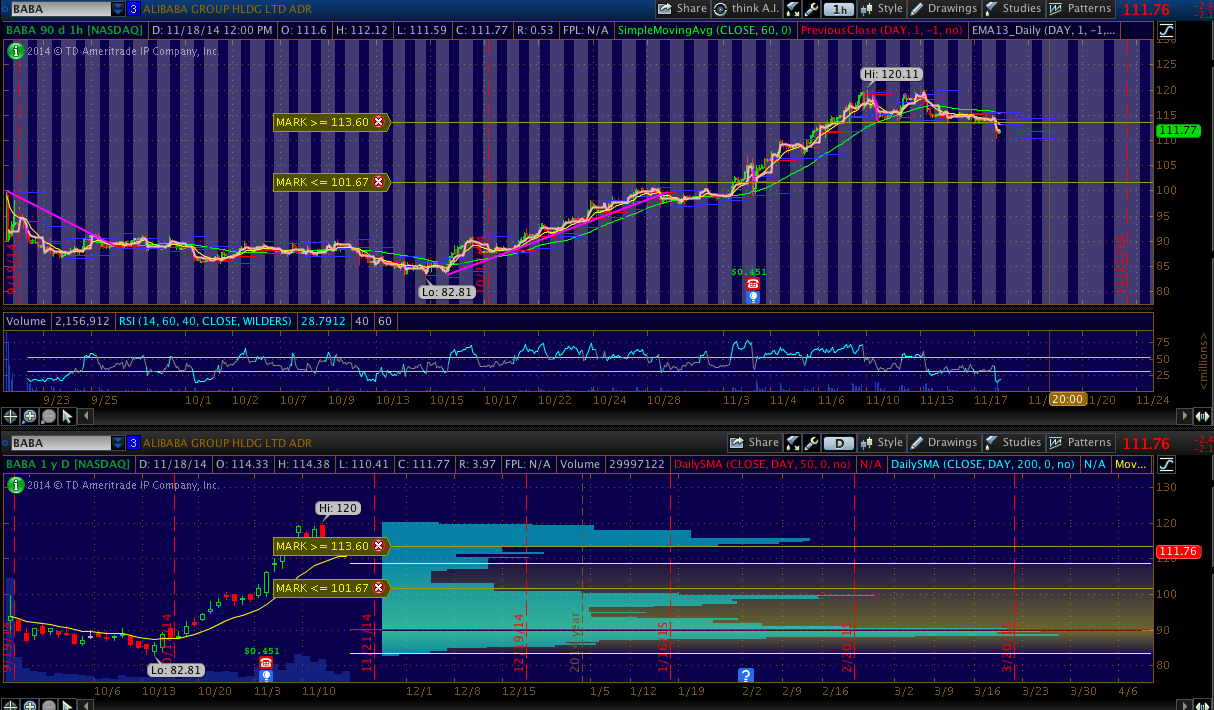 BABA 3 ALIBABA GROUP HLDG LTD ADR Share think A.I. 1h Style Drawings Studies Patterns 111.76
BABA 90 d 1h [NASDAQ] D: 11/18/14 12:00 PM O: 111.6 H: 112.12 L: 111.59 C: 111.77 R: 0.53 FPL: N/A SimpleMovingAvg (CLOSE, 60, 0) PreviousClose (DAY, 1, -1, no) EMA13_Daily (DAY, 1, -1,...
2014 © TD Ameritrade IP Company, Inc.
125
Hi: 120.11
120
MARK >= 113.60
115
111.77
110
105
MARK <= 101.67
100
95
90
85
80
9/19/14
11/21/14
$0.451
Lo: 82.81
Volume 2,156,912 RSI (14, 60, 40, CLOSE, WILDERS) 28.7912 40 60
75
50
25
<millions>
9/23 9/25 10/1 10/2 10/7 10/9 10/13 10/15 10/17 10/22 10/24 10/28 11/3 11/4 11/6 11/10 11/13 11/17 20:00 11/20 11/24
BABA 3 ALIBABA GROUP HLDG LTD ADR Share D Style Drawings Studies Patterns 111.76
BABA 1 y D [NASDAQ] D: 11/18/14 O: 114.33 H: 114.38 L: 110.41 C: 111.77 R: 3.97 FPL: N/A Volume 29997122 DailySMA (CLOSE, DAY, 50, 0, no) N/A DailySMA (CLOSE, DAY, 200, 0, no) N/A Mov...
2014 © TD Ameritrade IP Company, Inc.
130
Hi: 120
120
MARK >= 113.60
111.76
MARK <= 101.67
100
90
80
9/19/14
11/21/14
12/19/14
2014 year
1/16/15
2/20/15
3/20/15
$0.451
Lo: 82.81
?
10/6 10/13 10/20 11/3 11/10 12/1 12/8 12/15 1/5 1/12 1/19 2/2 2/9 2/16 3/2 3/9 3/16 3/23 3/30 4/6